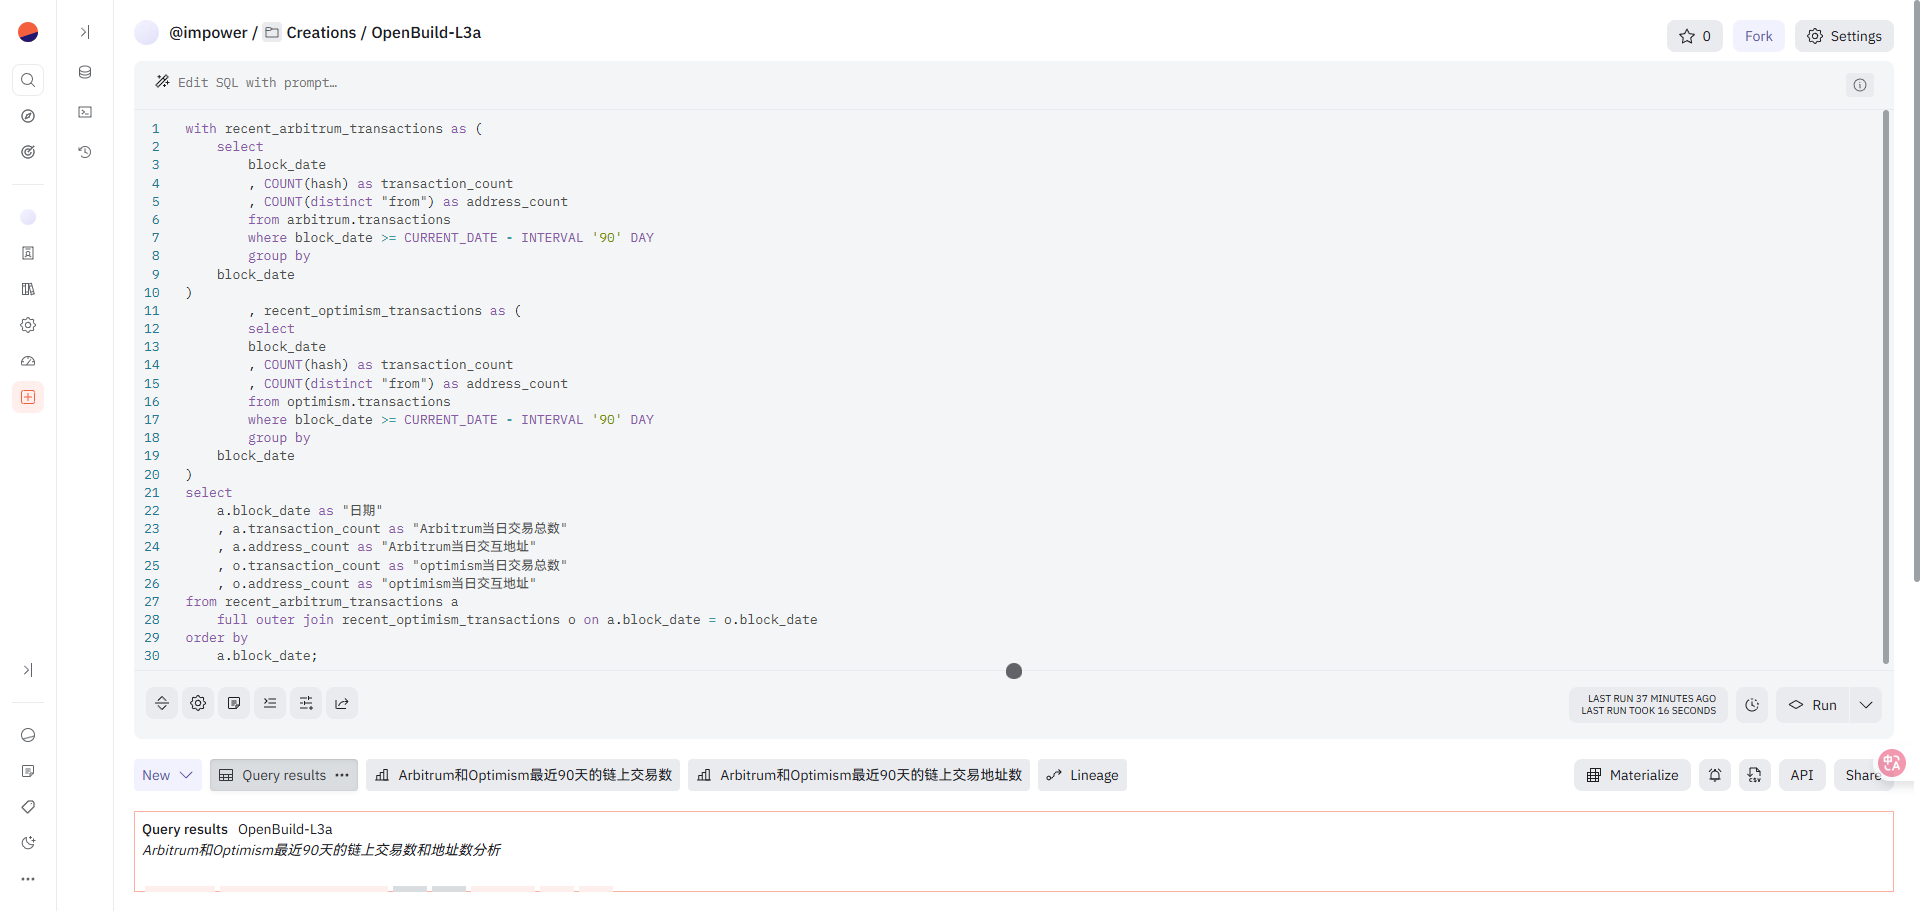 @impower / Creations / OpenBuild-L3a
0
Fork
Settings
Edit SQL with prompt…
1 with recent_arbitrum_transactions as (
2 select
3 block_date
4 , COUNT(hash) as transaction_count
5 , COUNT(distinct "from") as address_count
6 from arbitrum.transactions
7 where block_date >= CURRENT_DATE - INTERVAL '90' DAY
8 group by
9 block_date
10 )
11 , recent_optimism_transactions as (
12 select
13 block_date
14 , COUNT(hash) as transaction_count
15 , COUNT(distinct "from") as address_count
16 from optimism.transactions
17 where block_date >= CURRENT_DATE - INTERVAL '90' DAY
18 group by
19 block_date
20 )
21 select
22 a.block_date as "日期"
23 , a.transaction_count as "Arbitrum当日交易总数"
24 , a.address_count as "Arbitrum当日交互地址"
25 , o.transaction_count as "optimism当日交易总数"
26 , o.address_count as "optimism当日交互地址"
27 from recent_arbitrum_transactions a
28 full outer join recent_optimism_transactions o on a.block_date = o.block_date
29 order by
30 a.block_date;
LAST RUN 37 MINUTES AGO
LAST RUN TOOK 16 SECONDS
Run
New
Query results
Arbitrum和Optimism最近90天的链上交易数
Arbitrum和Optimism最近90天的链上交易地址数
Lineage
Materialize
CSV
API
Share
Query results OpenBuild-L3a
Arbitrum和Optimism最近90天的链上交易数和地址数分析